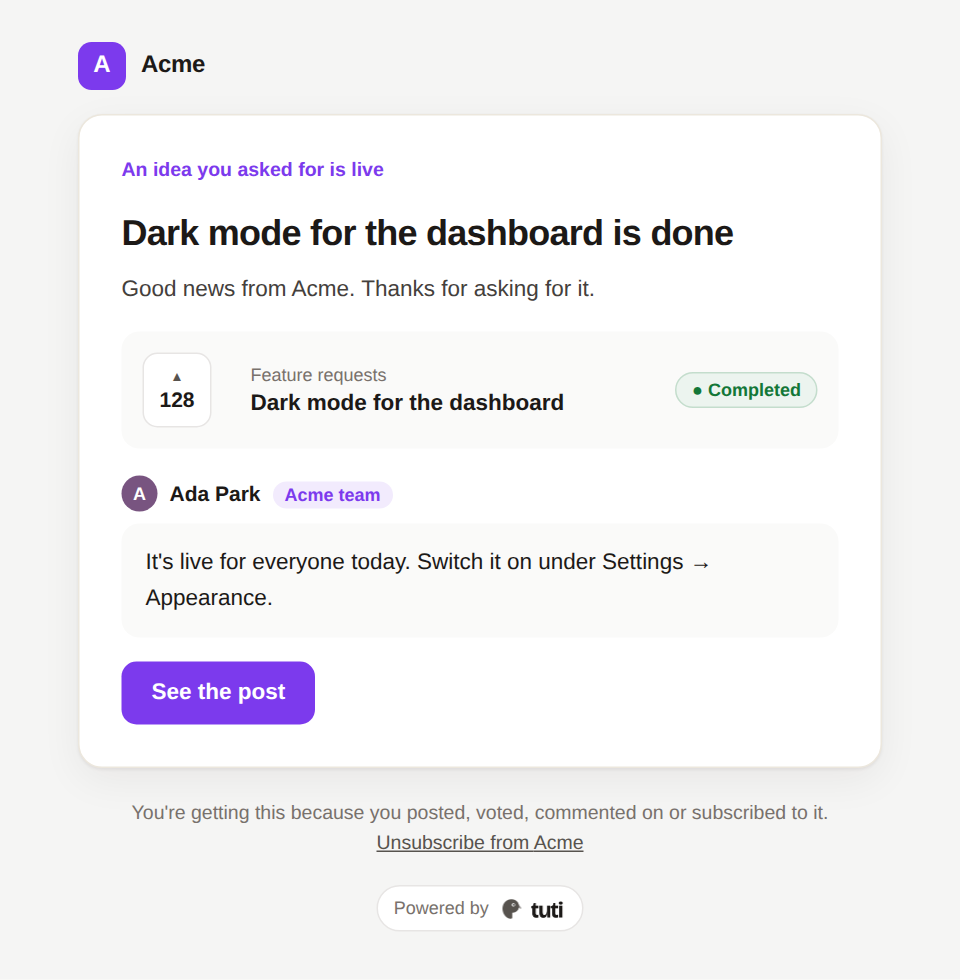 A Acme
An idea you asked for is live
Dark mode for the dashboard is done
Good news from Acme. Thanks for asking for it.
▲
128
Feature requests
Dark mode for the dashboard
● Completed
A Ada Park Acme team
It's live for everyone today. Switch it on under Settings →
Appearance.
See the post
You're getting this because you posted, voted, commented on or subscribed to it.
Unsubscribe from Acme
Powered by tuti